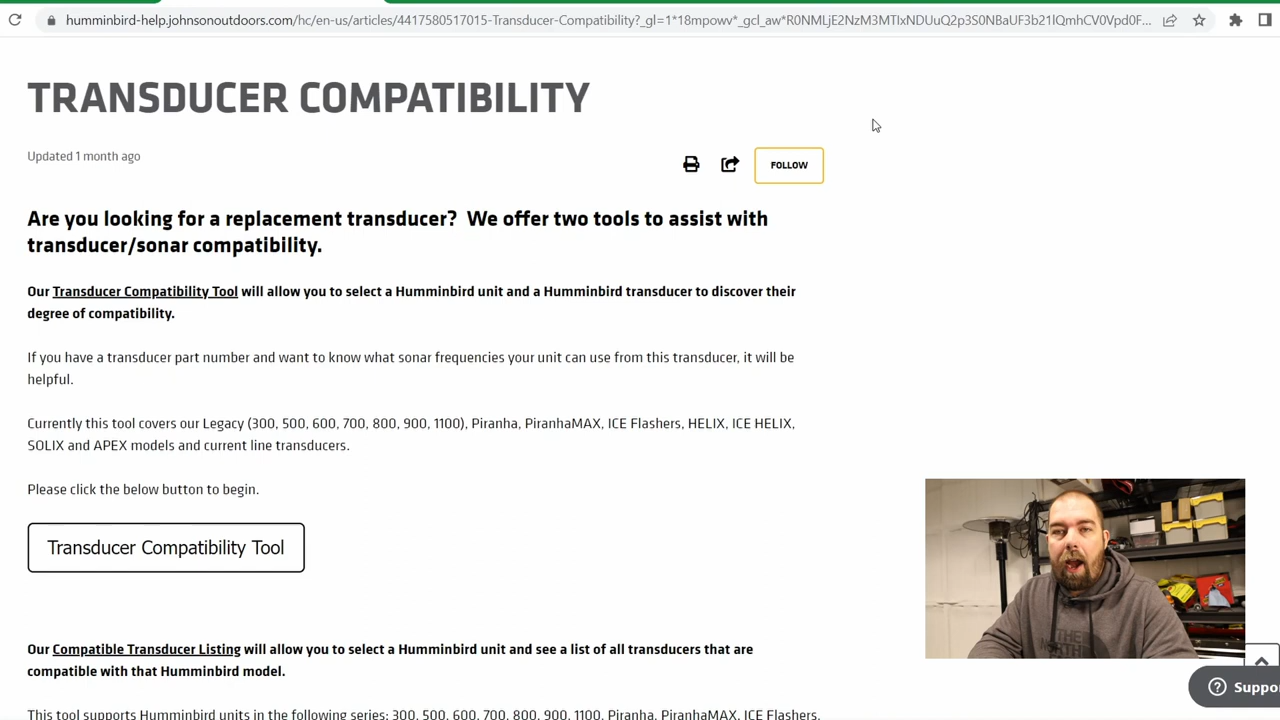 humminbird-help.johnsonoutdoors.com/hc/en-us/articles/4417580517015-Transducer-Compatibility?_gl=1*18mpowv*_gcl_aw*R0NMLjE2NzM3MTIxNDUuQ2p3S0NBaUF3b21lQmhCV0Vpd0F...
TRANSDUCER COMPATIBILITY
Updated 1 month ago
FOLLOW
Are you looking for a replacement transducer? We offer two tools to assist with
transducer/sonar compatibility.
Our Transducer Compatibility Tool will allow you to select a Humminbird unit and a Humminbird transducer to discover their
degree of compatibility.
If you have a transducer part number and want to know what sonar frequencies your unit can use from this transducer, it will be
helpful.
Currently this tool covers our Legacy (300, 500, 600, 700, 800, 900, 1100), Piranha, PiranhaMAX, ICE Flashers, HELIX, ICE HELIX,
SOLIX and APEX models and current line transducers.
Please click the below button to begin.
Transducer Compatibility Tool
Our Compatible Transducer Listing will allow you to select a Humminbird unit and see a list of all transducers that are
compatible with that Humminbird model.
Suppo
This tool supports Humminbird units in the following series: 300, 500, 600, 700, 800, 900, 1100, Piranha, PiranhaMAX, ICE Flashers,